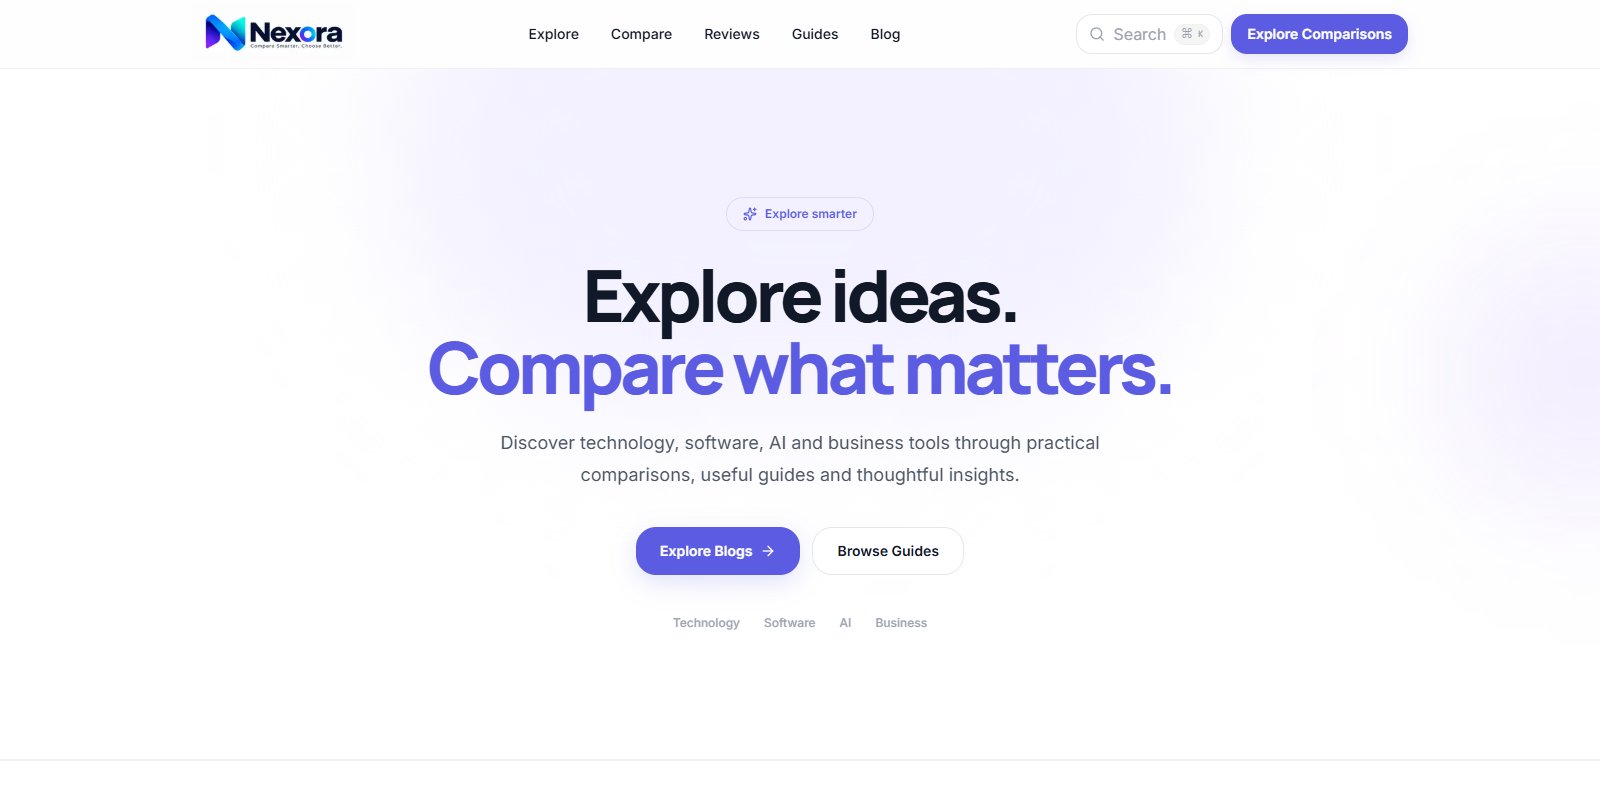 Nexora
Compare Smarter, Choose Better.
Explore
Compare
Reviews
Guides
Blog
Search ⌘ K
Explore Comparisons
Explore smarter
Explore ideas.
Compare what matters.
Discover technology, software, AI and business tools through practical
comparisons, useful guides and thoughtful insights.
Explore Blogs →
Browse Guides
Technology
Software
AI
Business